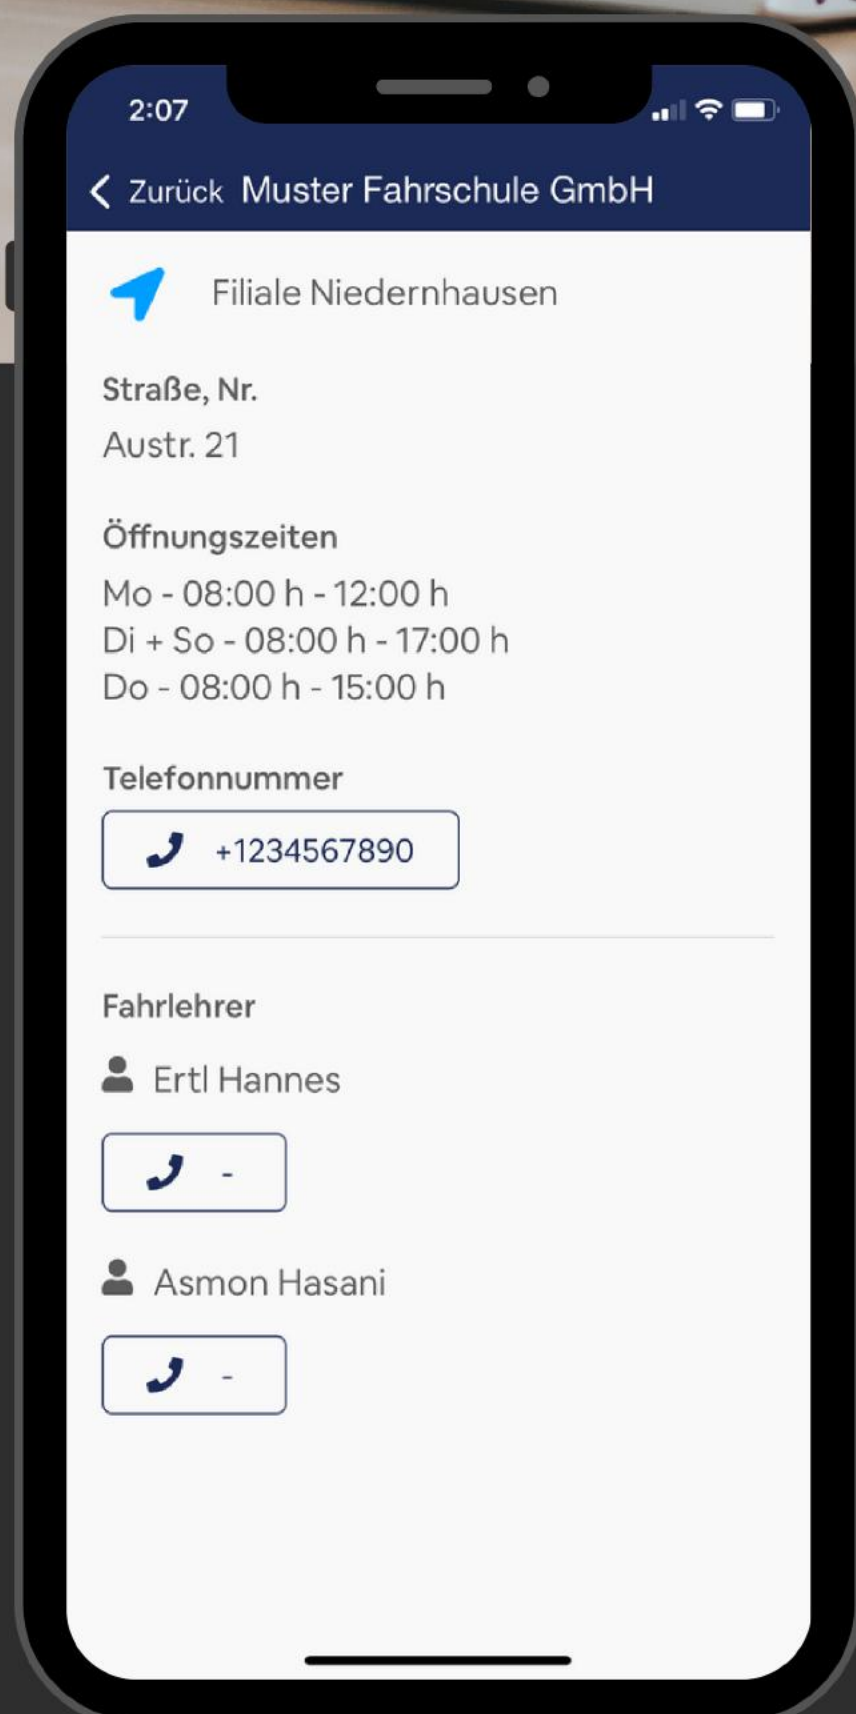 2:07
Zurück Muster Fahrschule GmbH
Filiale Niedernhausen
Straße, Nr.
Austr. 21
Öffnungszeiten
Mo - 08:00 h - 12:00 h
Di + So - 08:00 h - 17:00 h
Do - 08:00 h - 15:00 h
Telefonnummer
+1234567890
Fahrlehrer
Ertl Hannes
-
Asmon Hasani
-